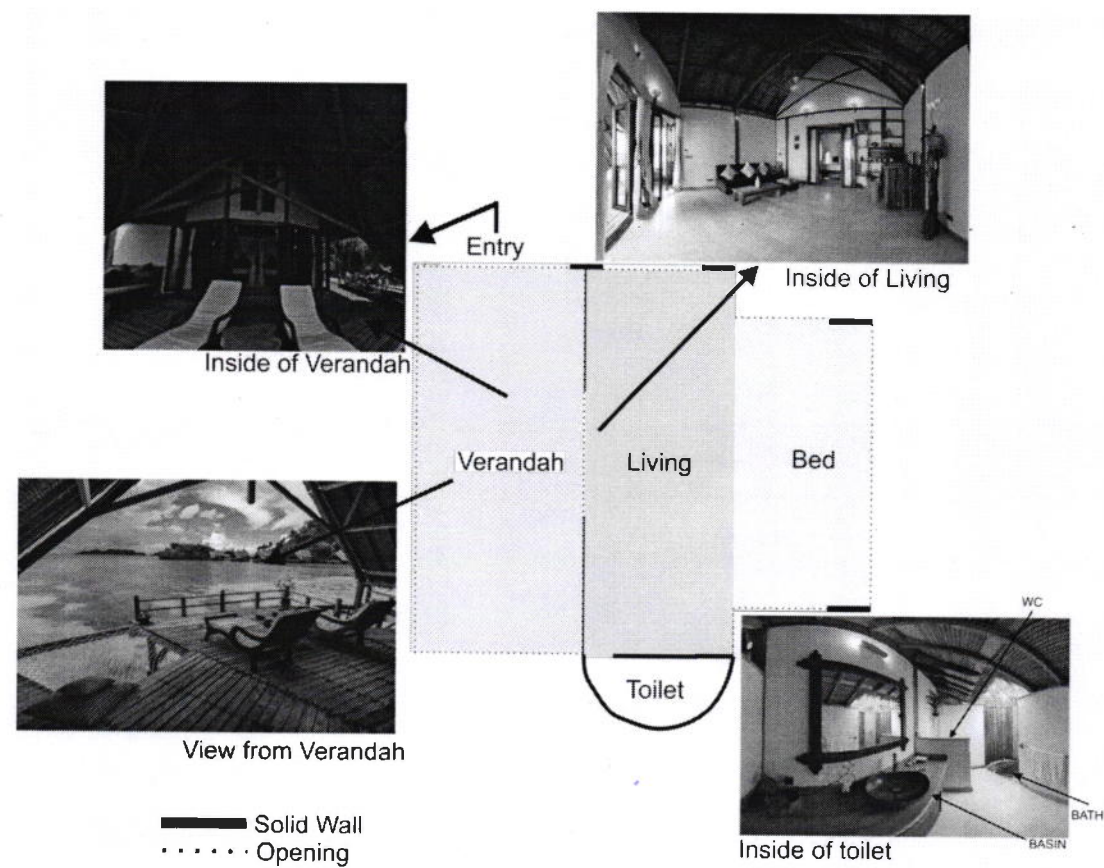 Entry
Inside of Living
Inside of Verandah
Verandah
Living
Bed
View from Verandah
Toilet
WC
BATH
BASIN
Inside of toilet
Solid Wall
Opening